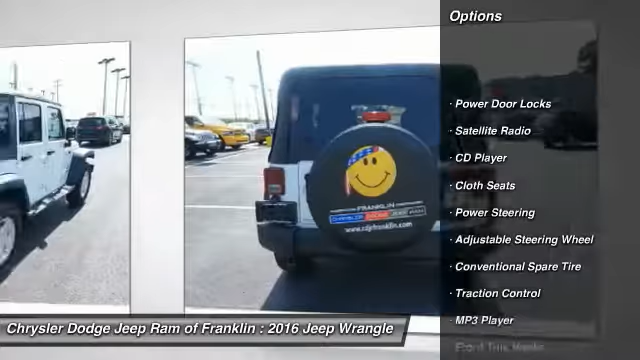 Options
· Power Door Locks
· Satellite Radio
· CD Player
· Cloth Seats
· Power Steering
· Adjustable Steering Wheel
· Conventional Spare Tire
· Traction Control
· MP3 Player
FRANKLIN
CHRYSLER DODGE JEEP RAM
www.cdjrfranklin.com
Chrysler Dodge Jeep Ram of Franklin : 2016 Jeep Wrangle